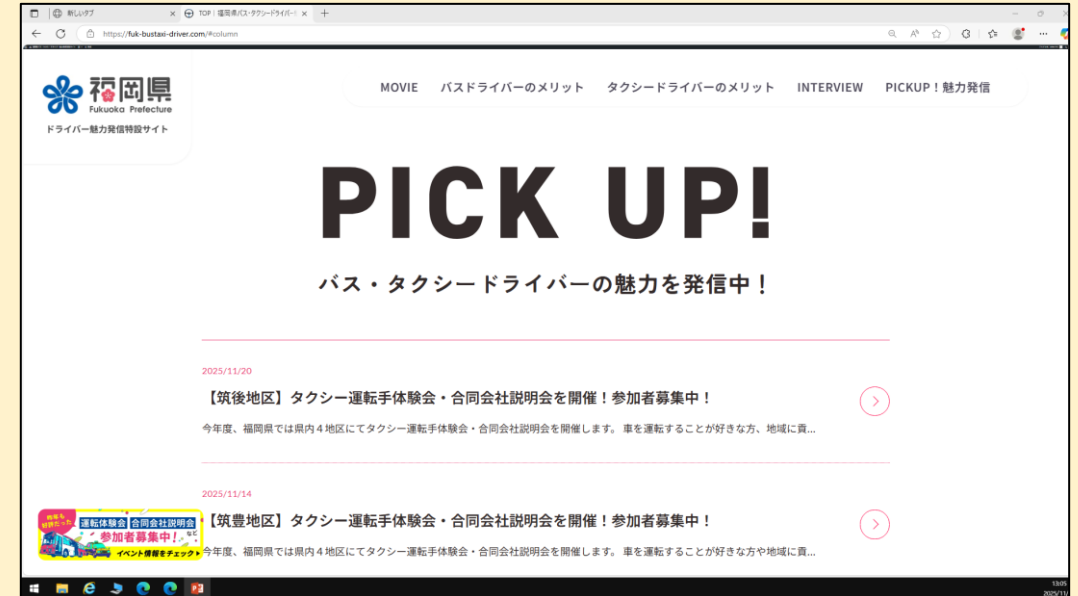 新しいタブ
TOP | 福岡県バス・タクシードライバー
https://fuk-bustaxi-driver.com/#column
福岡県
Fukuoka Prefecture
ドライバー魅力発信特設サイト
MOVIE バスドライバーのメリット タクシードライバーのメリット INTERVIEW PICKUP!魅力発信
PICK UP!
バス・タクシードライバーの魅力を発信中!
2025/11/20
【筑後地区】タクシー運転手体験会・合同会社説明会を開催!参加者募集中!
今年度、福岡県では県内4地区にてタクシー運転手体験会・合同会社説明会を開催します。 車を運転することが好きな方、地域に貢...
2025/11/14
【筑豊地区】タクシー運転手体験会・合同会社説明会を開催!参加者募集中!
今年度、福岡県では県内4地区にてタクシー運転手体験会・合同会社説明会を開催します。 車を運転することが好きな方や地域に貢...
昨年も
好評だった
運転体験会 合同会社説明会
など
参加者募集中!
イベント情報をチェック
13:05
2025/11/